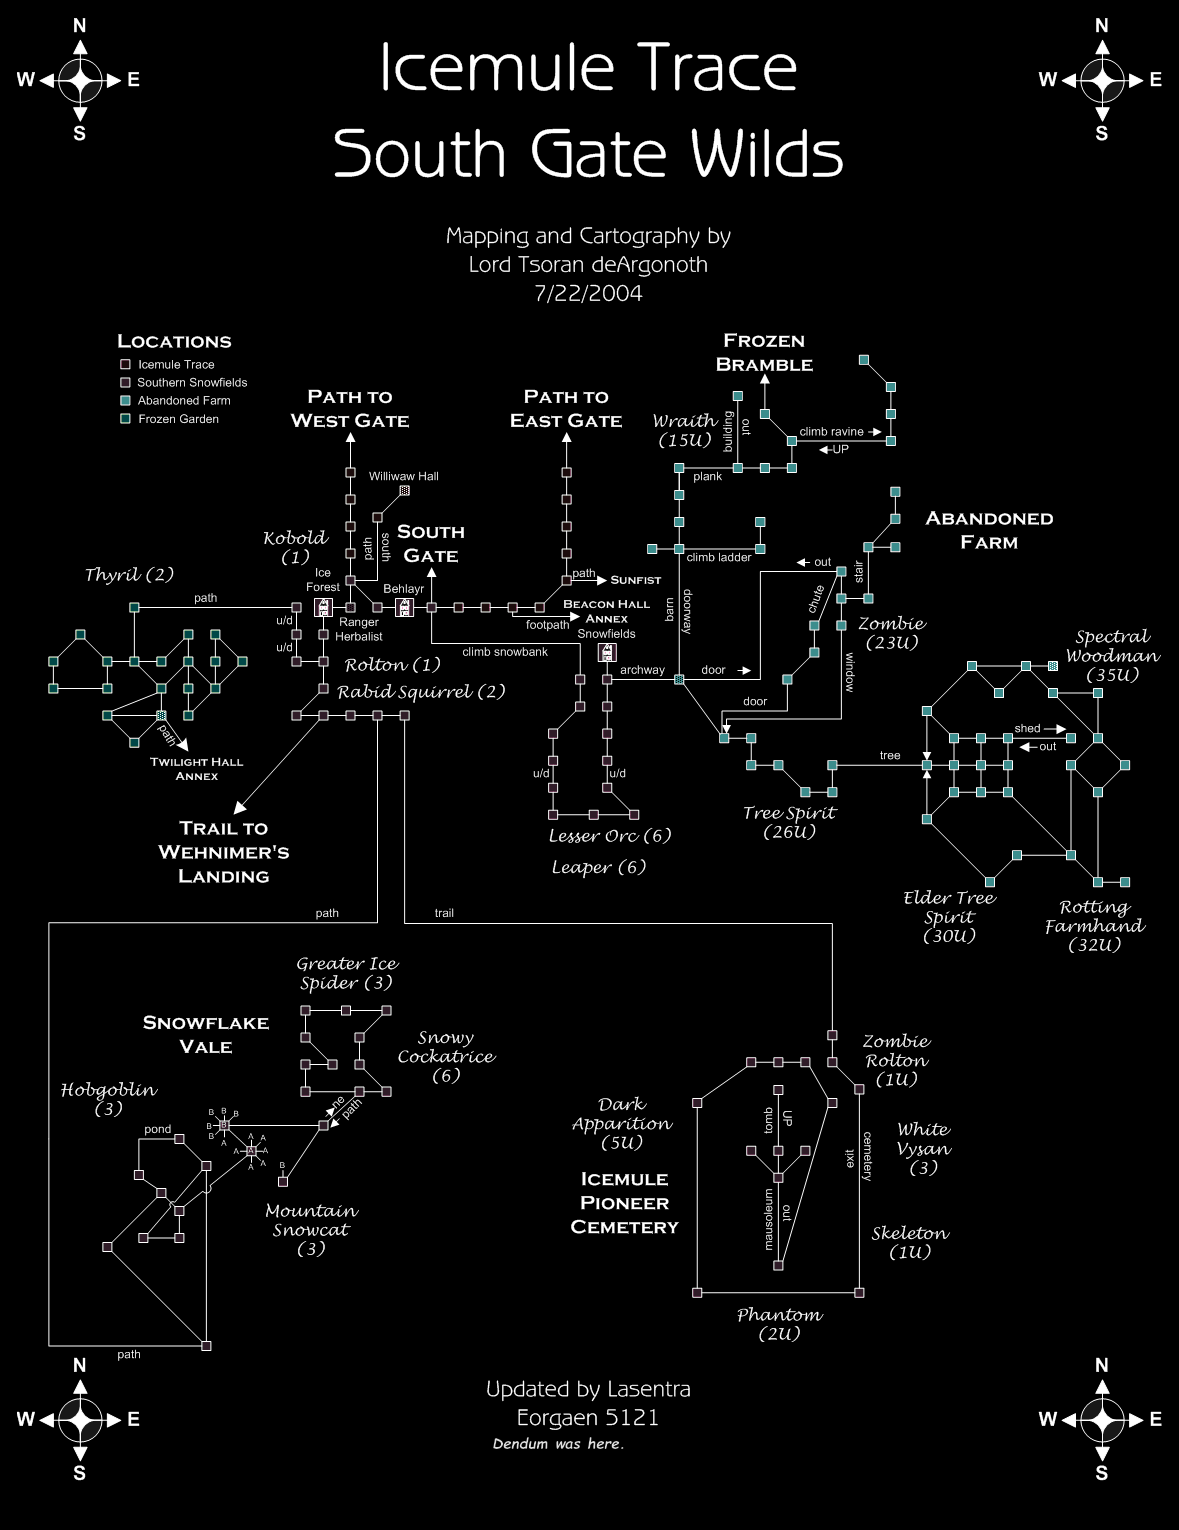 N
W E
S
N
W E
S
Icemule Trace
South Gate Wilds
Mapping and Cartography by
Lord Tsoran deArgonoth
7/22/2004
LOCATIONS
Icemule Trace
Southern Snowfields
Abandoned Farm
Frozen Garden
PATH TO
WEST GATE
PATH TO
EAST GATE
FROZEN
BRAMBLE
Wraith
(15U)
building
out
climb ravine
UP
plank
Williwaw Hall
Kobold
(1)
path
south
SOUTH
GATE
ABANDONED
FARM
climb ladder
out
stair
Thyril (2)
path
Ice
Forest
Behlayr
path
SUNFIST
BEACON HALL
ANNEX
footpath
Snowfields
barn
doorway
chute
Zombie
(23U)
u/d
u/d
Ranger
Herbalist
climb snowbank
Rolton (1)
Rabid Squirrel (2)
archway
door
window
door
Spectral
Woodman
(35U)
path
TWILIGHT HALL
ANNEX
shed
out
tree
u/d
u/d
TRAIL TO
WEHNIMER'S
LANDING
Lesser Orc (6)
Leaper (6)
Tree Spirit
(26U)
Elder Tree
Spirit
(30U)
Rotting
Farmhand
(32U)
path
trail
Greater Ice
Spider (3)
SNOWFLAKE
VALE
Snowy
Cockatrice
(6)
Hobgoblin
(3)
ne
path
pond
B B B
B B
B A
A A
A A
A A
B
Mountain
Snowcat
(3)
path
Zombie
Rolton
(1U)
Dark
Apparition
(5U)
tomb
UP
White
Vysan
(3)
exit
cemetery
ICEMULE
PIONEER
CEMETERY
mausoleum
out
Skeleton
(1U)
Phantom
(2U)
N
W E
S
Updated by Lasentra
Eorgaen 5121
Dendum was here.
N
W E
S